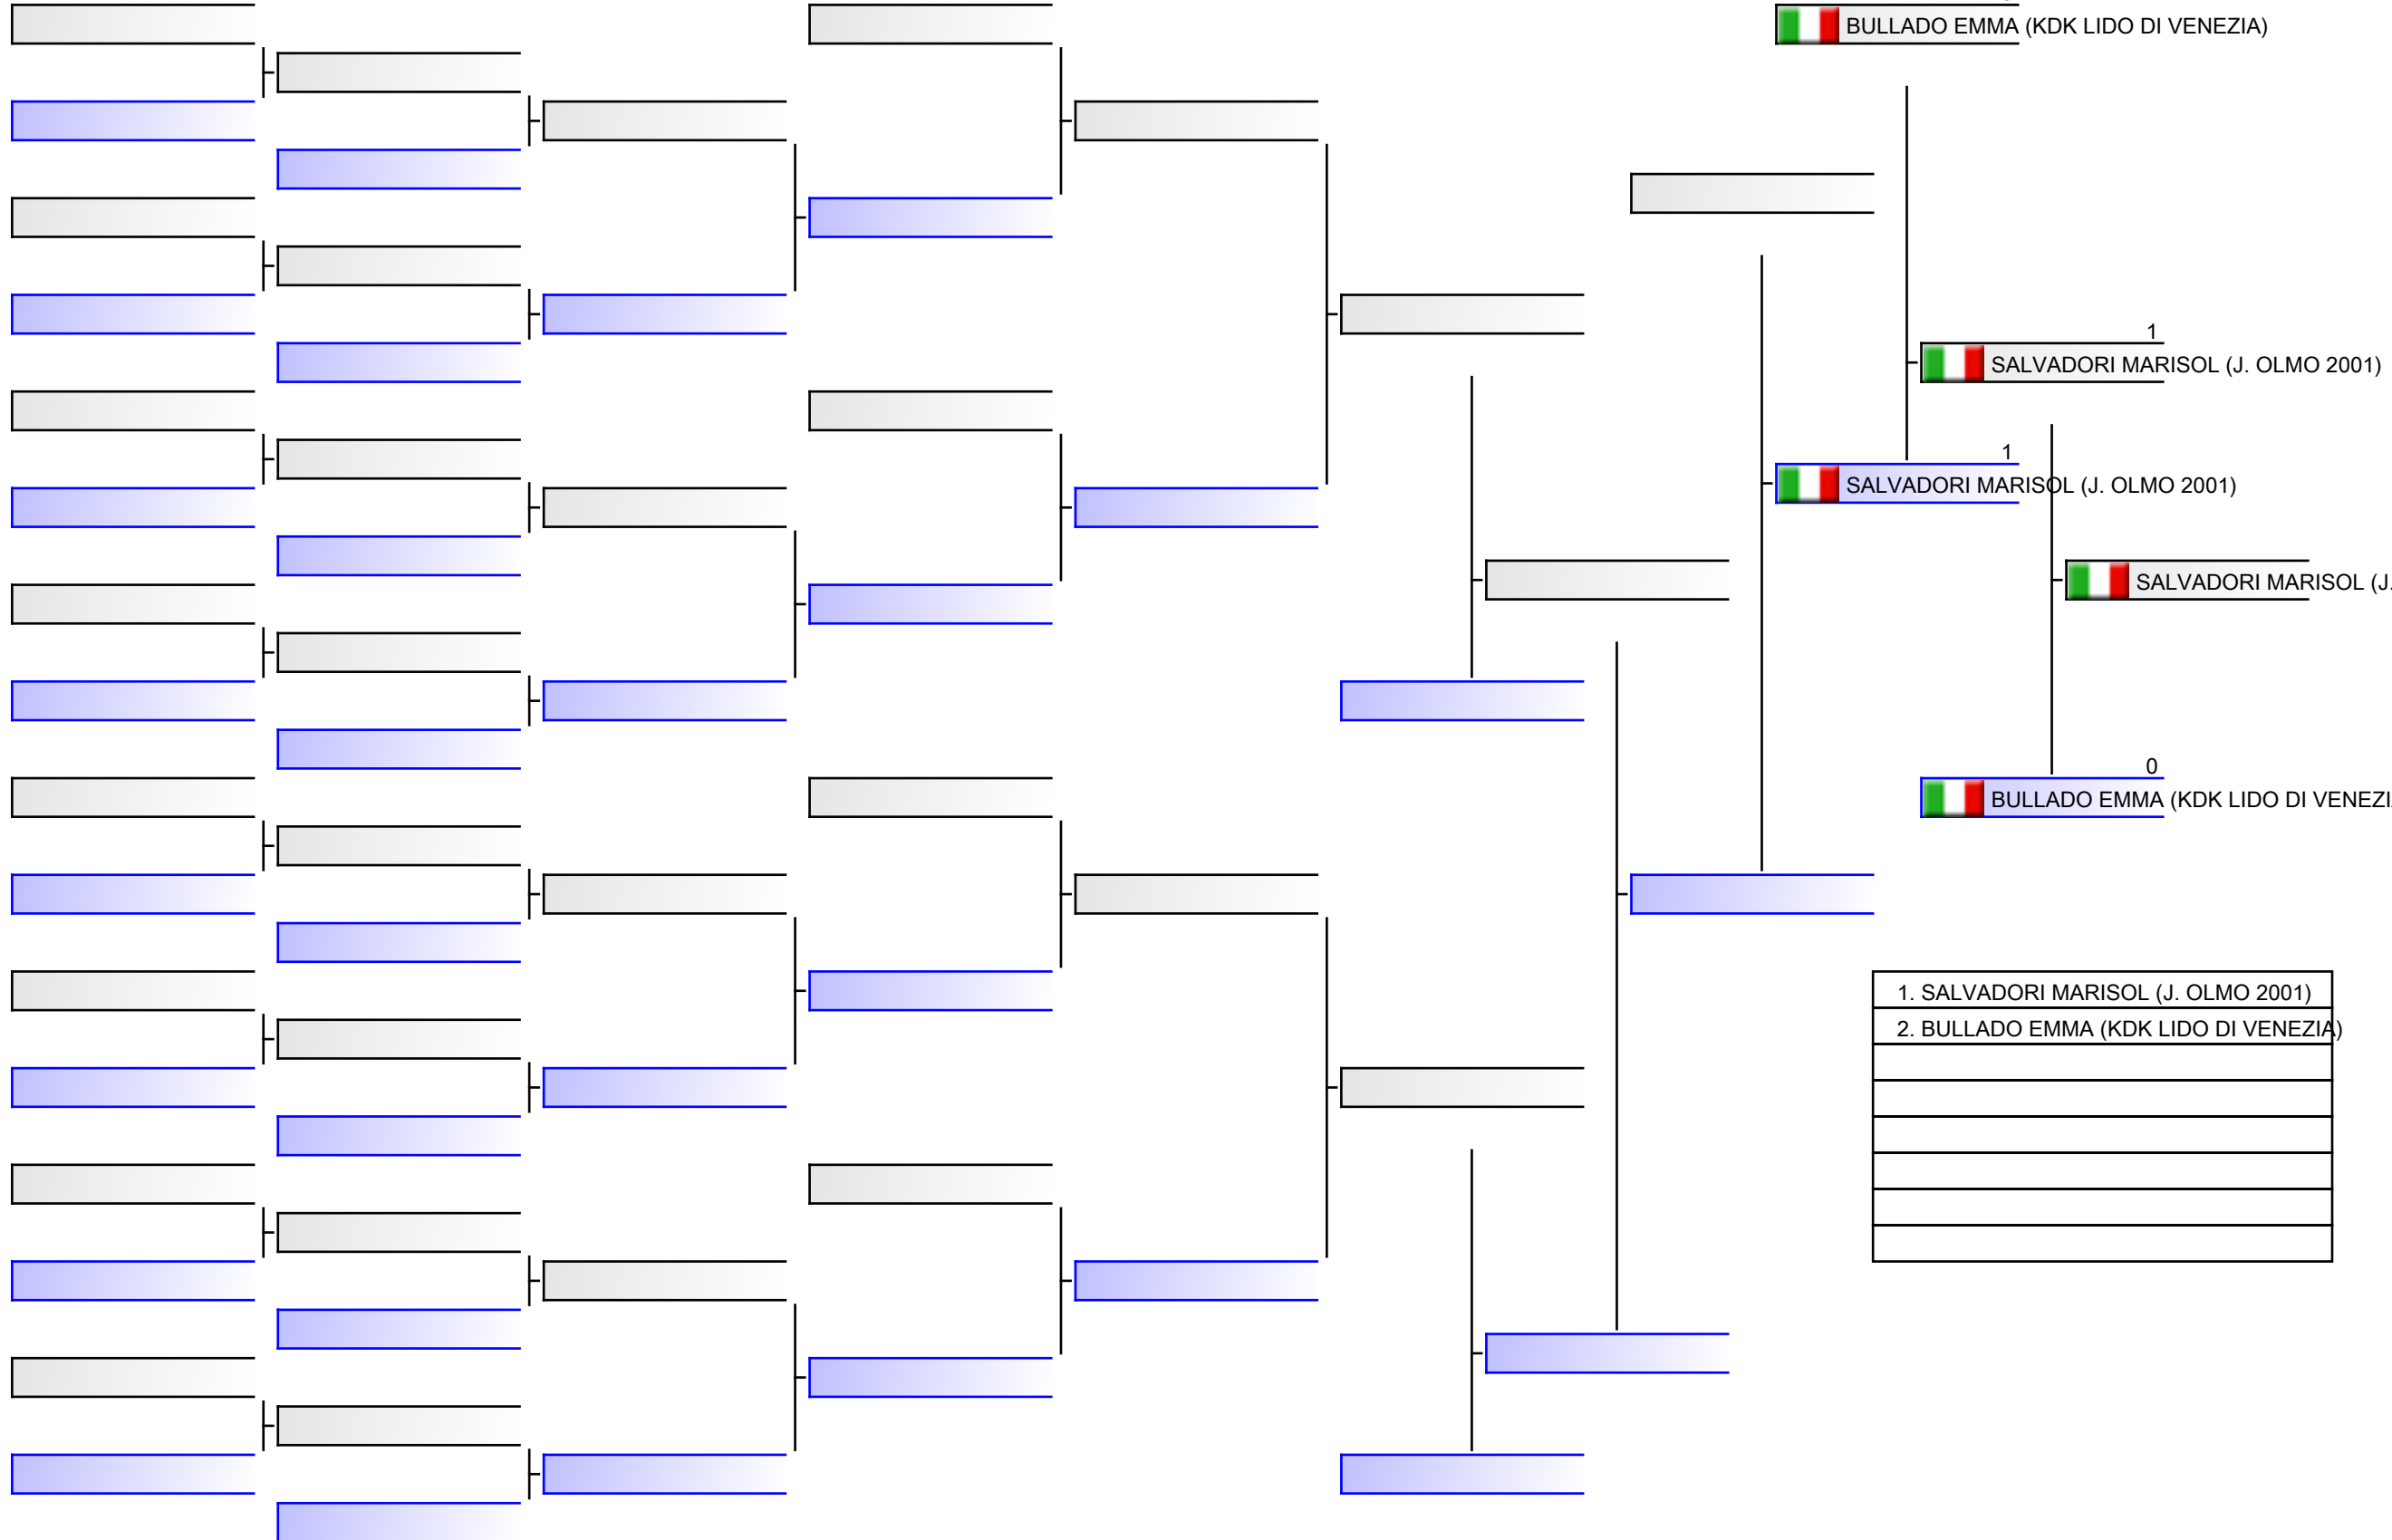 BULLADO EMMA (KDK LIDO DI VENEZIA)
1
SALVADORI MARISOL (J. OLMO 2001)
1
SALVADORI MARISOL (J. OLMO 2001)
SALVADORI MARISOL (J.
0
BULLADO EMMA (KDK LIDO DI
1. SALVADORI MARISOL (J. OLMO 2001)
2. BULLADO EMMA (KDK LIDO DI VENEZIA)